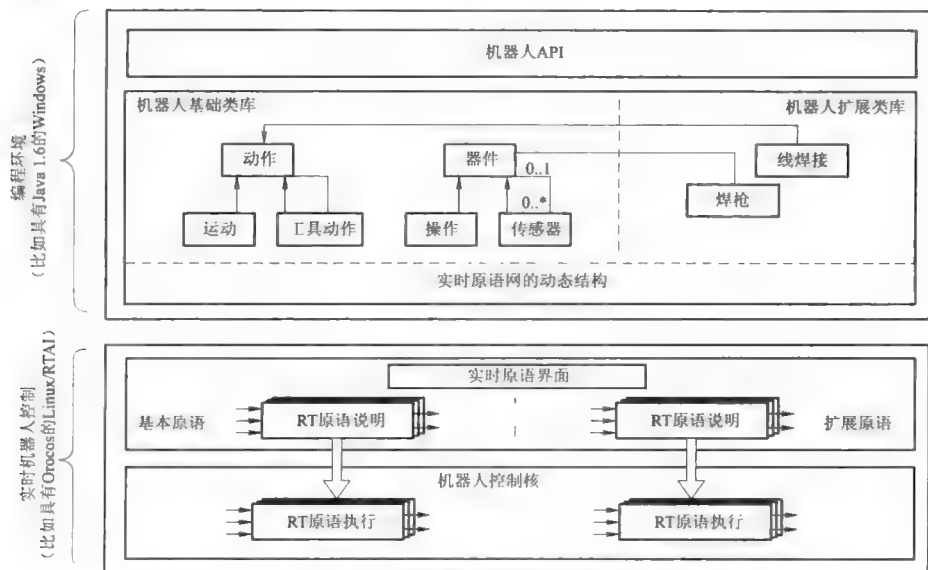 编程环境
（比如具有Java 1.6的Windows）
机器人API
机器人基础类库
机器人扩展类库
动作
器件
线焊接
0..1
焊枪
0..*
运动
工具动作
操作
传感器
实时原语网的动态结构
实时机器人控制
（比如具有Orocos的Linux/RTAI）
实时原语界面
基本原语
RT原语说明
RT原语说明
扩展原语
机器人控制核
RT原语执行
RT原语执行